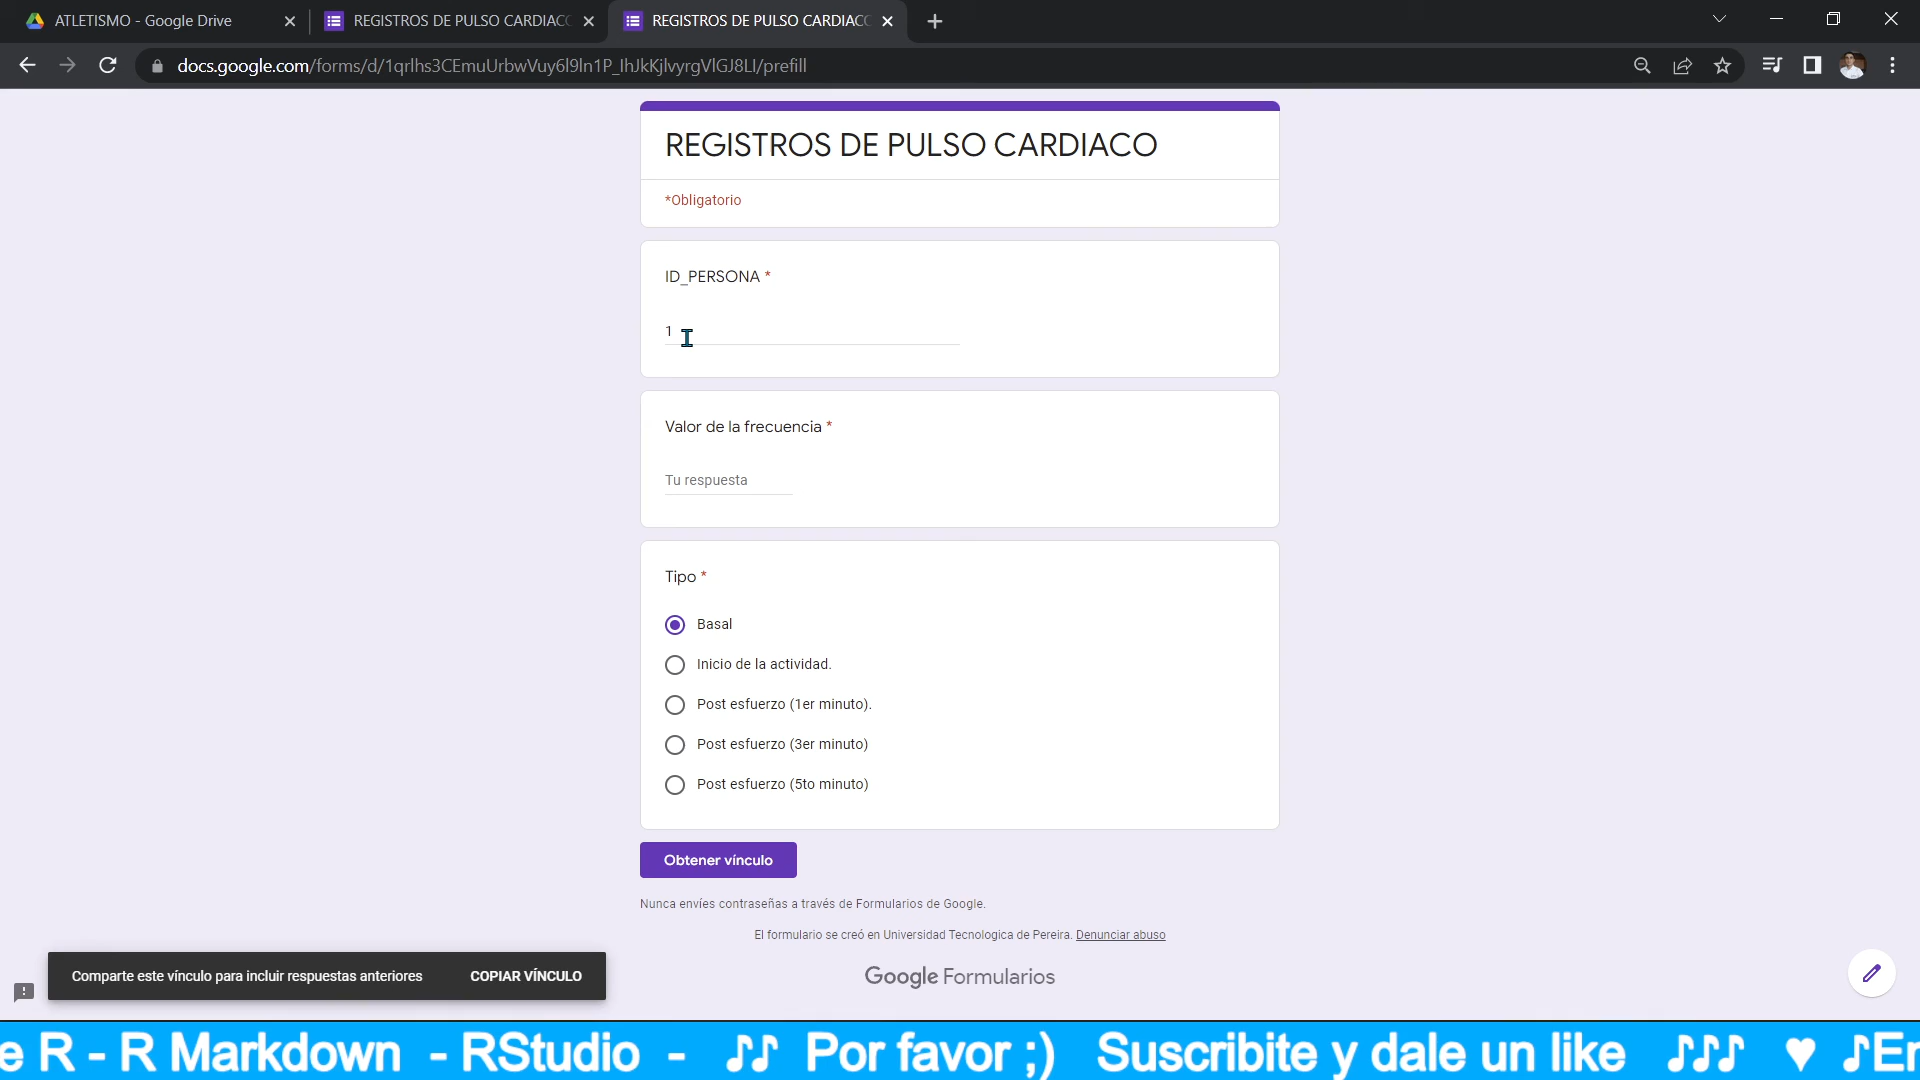 ATLETISMO - Google Drive
REGISTROS DE PULSO CARDIAC
REGISTROS DE PULSO CARDIAC
docs.google.com/forms/d/1qrlhs3CEmuUrbwVuy6l9In1P_IhJkKjlvyrgVlGJ8LI/prefill
REGISTROS DE PULSO CARDIACO
*Obligatorio
ID_PERSONA *
1
Valor de la frecuencia *
Tu respuesta
Tipo *
Basal
Inicio de la actividad.
Post esfuerzo (1er minuto).
Post esfuerzo (3er minuto)
Post esfuerzo (5to minuto)
Obtener vínculo
Nunca envíes contraseñas a través de Formularios de Google.
El formulario se creó en Universidad Tecnologica de Pereira. Denunciar abuso
Comparte este vínculo para incluir respuestas anteriores COPIAR VÍNCULO
Google Formularios
e R - R Markdown - RStudio - ♪♪ Por favor ;) Suscribite y dale un like ♪♪♪ ♥ ♪Er